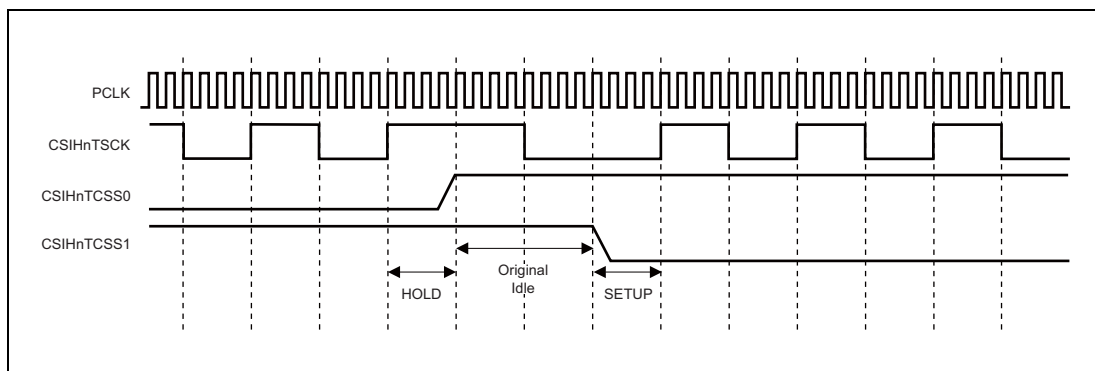 PCLK
CSIHnTSCK
CSIHnTCSS0
CSIHnTCSS1
HOLD
Original
Idle
SETUP